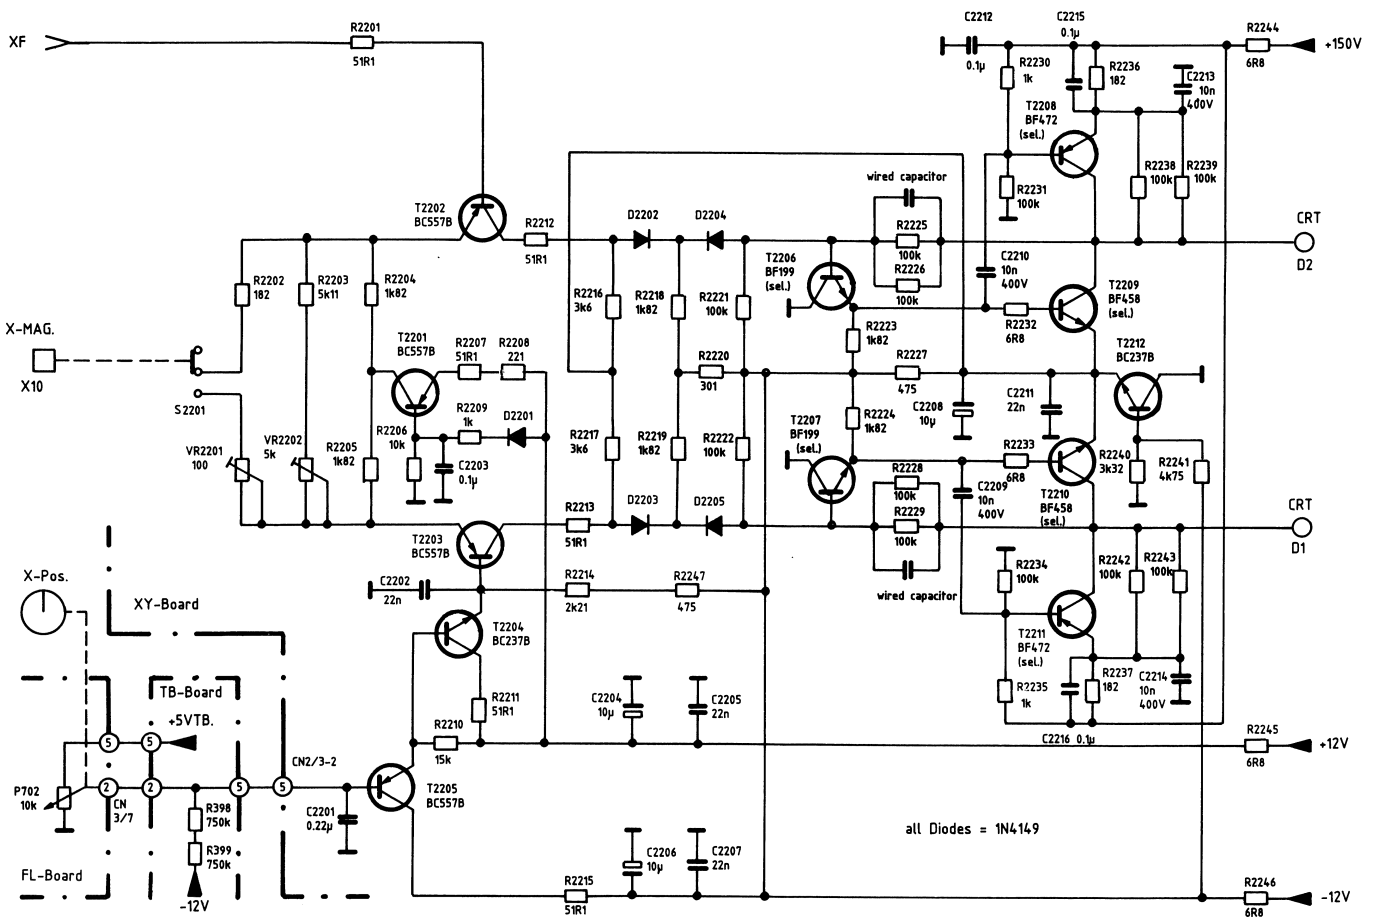 XF
R2201
51R1
C2212
0.1µ
C2215
0.1µ
R2244
6R8
+150V
R2230
1k
R2236
182
C2213
10n
400V
T2208
BF472
(sel.)
R2231
100k
R2238
100k
R2239
100k
wired capacitor
T2202
BC557B
R2212
51R1
D2202
D2204
R2225
100k
R2226
100k
CRT
D2
T2206
BF199
(sel.)
C2210
10n
400V
T2209
BF458
(sel.)
R2202
182
R2203
5k11
R2204
1k82
R2216
3k6
R2218
1k82
R2221
100k
R2223
1k82
R2232
6R8
X-MAG.
X10
S2201
T2201
BC557B
R2207
51R1
R2208
221
R2220
301
R2227
475
T2212
BC237B
R2209
1k
D2201
R2206
10k
C2203
0.1µ
T2207
BF199
(sel.)
R2224
1k82
C2208
10µ
C2211
22n
VR2201
100
VR2202
5k
R2205
1k82
R2217
3k6
R2219
1k82
R2222
100k
R2228
100k
R2229
100k
C2209
10n
400V
R2233
6R8
T2210
BF458
(sel.)
R2240
3k32
R2241
4k75
R2213
51R1
D2203
D2205
CRT
D1
T2203
BC557B
wired capacitor
R2234
100k
R2242
100k
R2243
100k
X-Pos.
XY-Board
C2202
22n
R2214
2k21
R2247
475
T2204
BC237B
T2211
BF472
(sel.)
R2235
1k
R2237
182
C2214
10n
400V
C2216 0.1µ
TB-Board
+5VTB.
R2211
51R1
C2204
10µ
C2205
22n
R2210
15k
R2245
6R8
+12V
5
5
CN2/3-2
P702
10k
2
2
5
5
CN
3/7
R398
750k
R399
750k
C2201
0.22µ
T2205
BC557B
all Diodes = 1N4149
FL-Board
-12V
C2206
10µ
C2207
22n
R2215
51R1
R2246
6R8
-12V